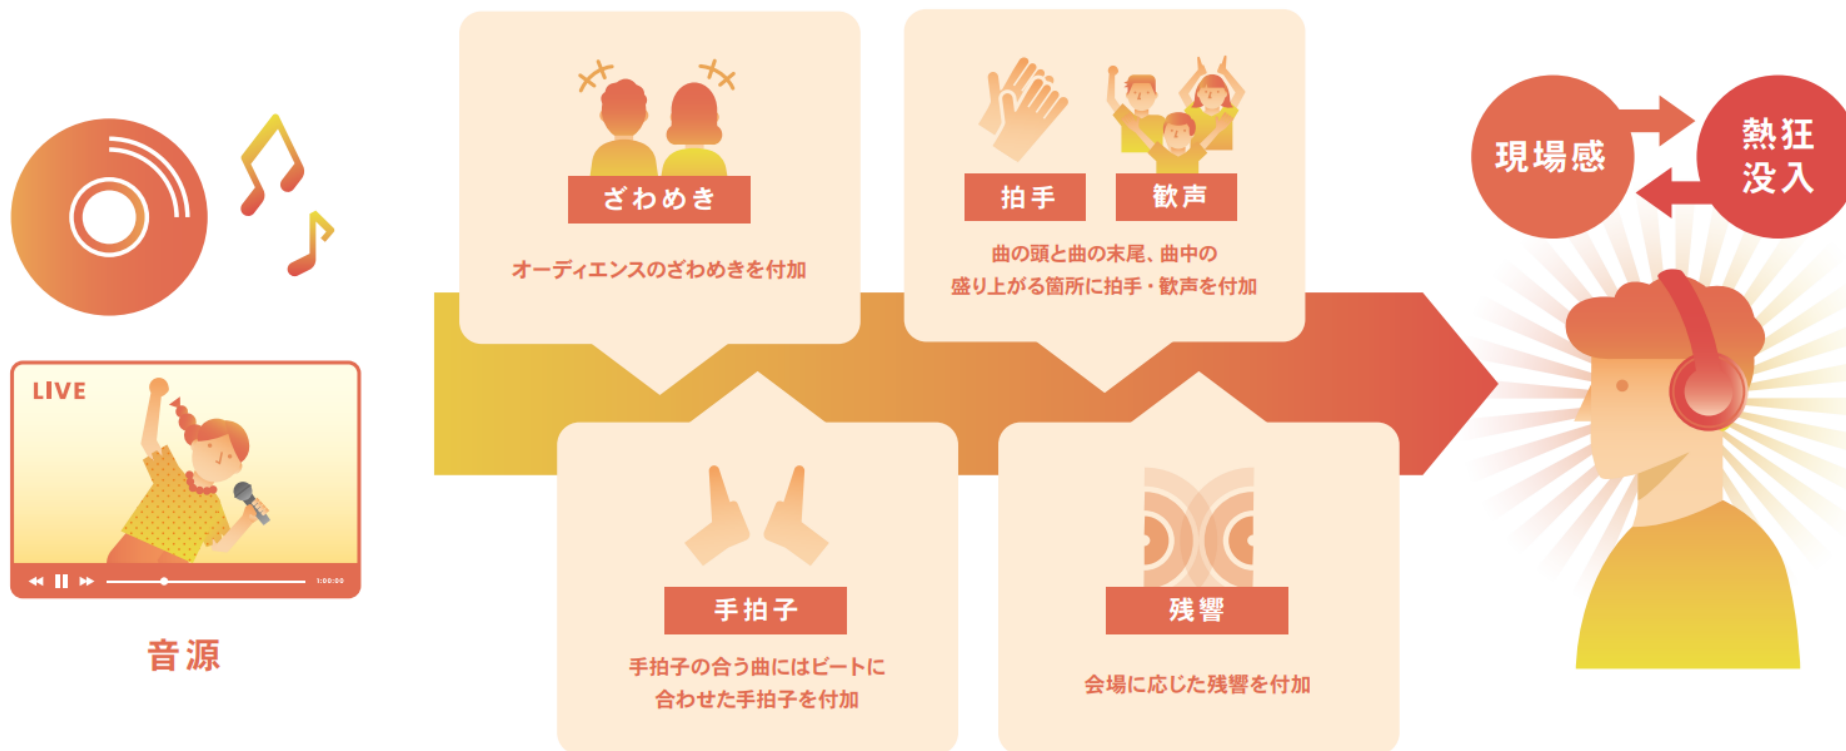 LIVE
1:00:00
音源
ざわめき
オーディエンスのざわめきを付加
拍手
歓声
曲の頭と曲の末尾、曲中の
盛り上がる箇所に拍手・歓声を付加
手拍子
手拍子の合う曲にはビートに
合わせた手拍子を付加
残響
会場に応じた残響を付加
現場感
熱狂
没入